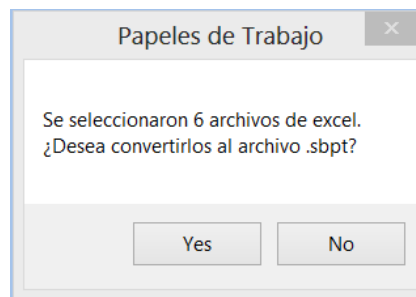 Papeles de Trabajo
Se seleccionaron 6 archivos de excel.
¿Desea convertirlos al archivo .sbpt?
Yes
No